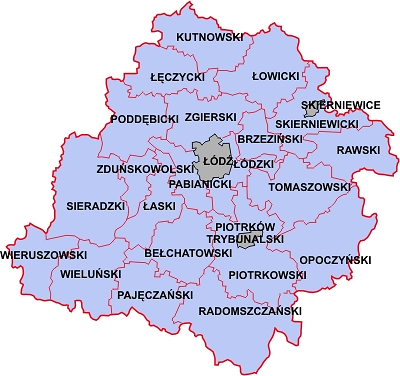 KUTNOWSKI
ŁĘCZYCKI
ŁOWICKI
SKIERNIEWICE
PODDĘBICKI
ZGIERSKI
SKIERNIEWICKI
BRZEZIŃSKI
RAWSKI
ŁÓDŹ
ŁÓDZKI
ZDUŃSKOWOLSKI
PABIANICKI
TOMASZOWSKI
SIERADZKI
ŁASKI
PIOTRKÓW
TRYBUNALSKI
WIERUSZOWSKI
BEŁCHATOWSKI
OPOCZYŃSKI
WIELUŃSKI
PIOTRKOWSKI
PAJĘCZAŃSKI
RADOMSZCZAŃSKI